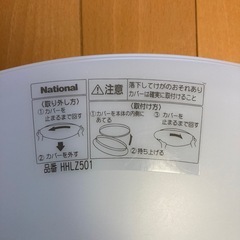 National
⚠注意
落下してけがのおそれあり
カバーは確実に取付けること
〈取り外し方〉
①カバーを
止まるまで回す
②カバーを外す
〈取付け方〉
①カバーを本体の内側に
あてる
②持ち上げる
③カバーを
止まるまで回す
品番 HHLZ501